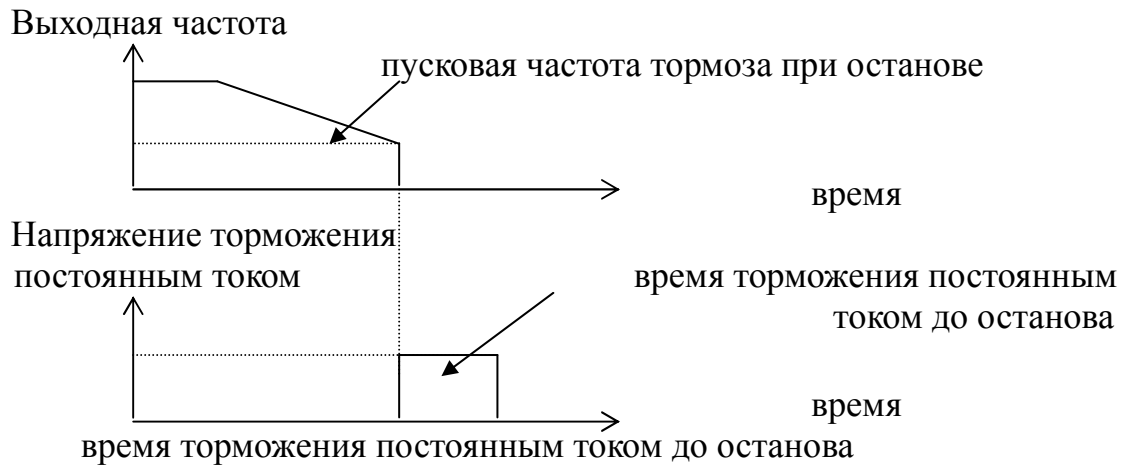 Выходная частота
пусковая частота тормоза при останове
время
Напряжение торможения
постоянным током
время торможения постоянным
током до останова
время
время торможения постоянным током до останова